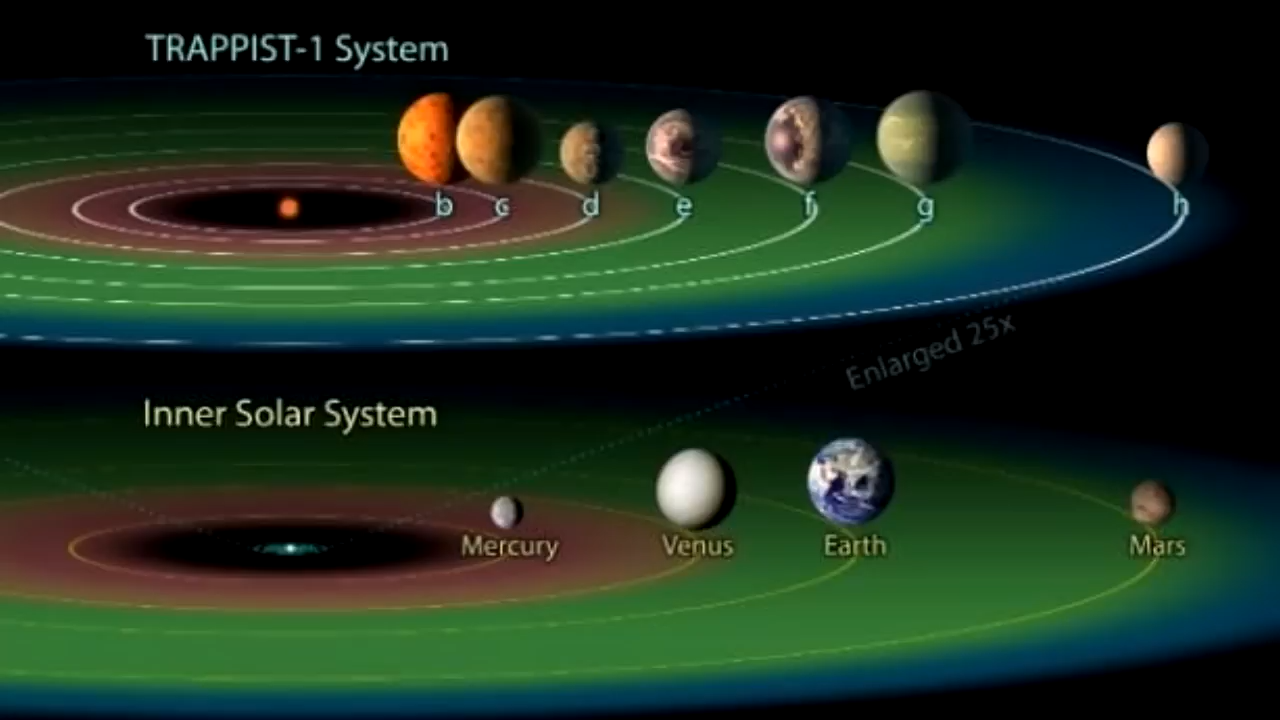 TRAPPIST-1 System
b c d e f g h
Enlarged 25x
Inner Solar System
Mercury Venus Earth Mars